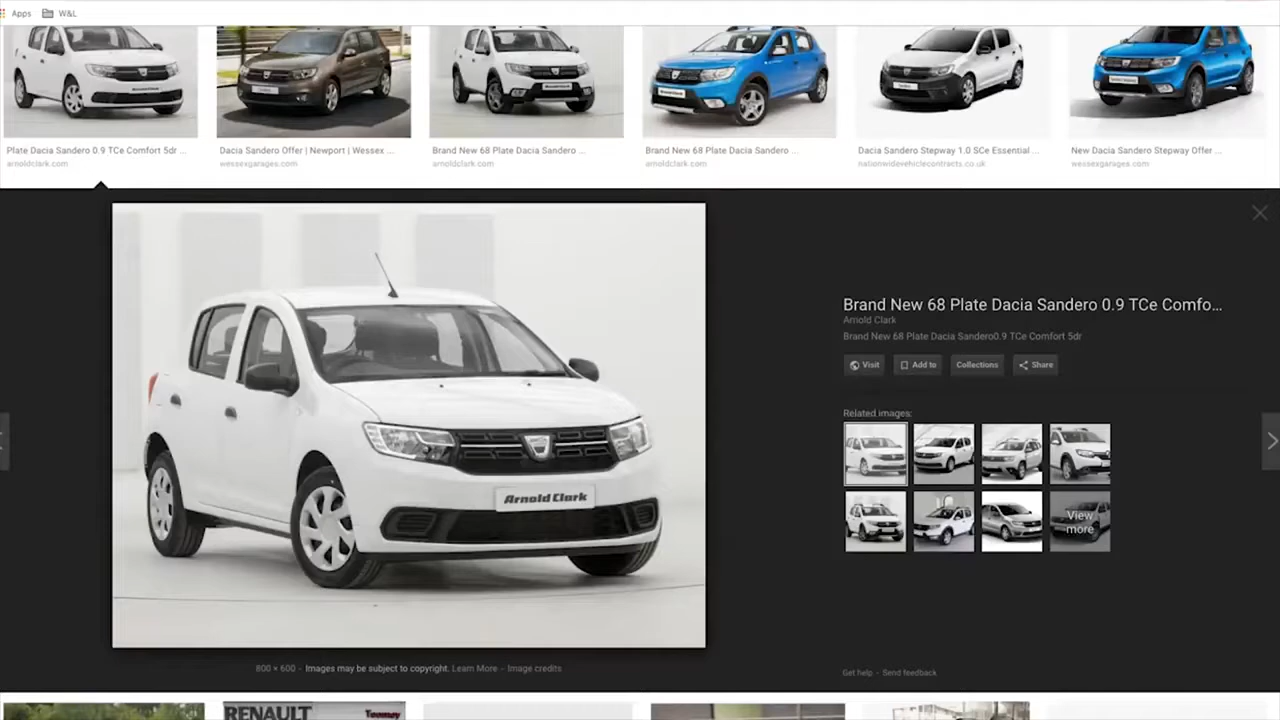 Apps W&L
Plate Dacia Sandero 0.9 TCe Comfort 5dr ...
arnoldclark.com
Dacia Sandero Offer | Newport | Wessex ...
wessexgarages.com
Brand New 68 Plate Dacia Sandero ...
arnoldclark.com
Brand New 68 Plate Dacia Sandero ...
arnoldclark.com
Dacia Sandero Stepway 1.0 SCe Essential ...
nationwidevehiclecontracts.co.uk
New Dacia Sandero Stepway Offer ...
wessexgarages.com
Arnold Clark
Brand New 68 Plate Dacia Sandero 0.9 TCe Comfo...
Arnold Clark
Brand New 68 Plate Dacia Sandero0.9 TCe Comfort 5dr
Visit Add to Collections Share
Related images:
View
more
800 × 600 - Images may be subject to copyright. Learn More - Image credits
Get help - Send feedback
RENAULT Toomey